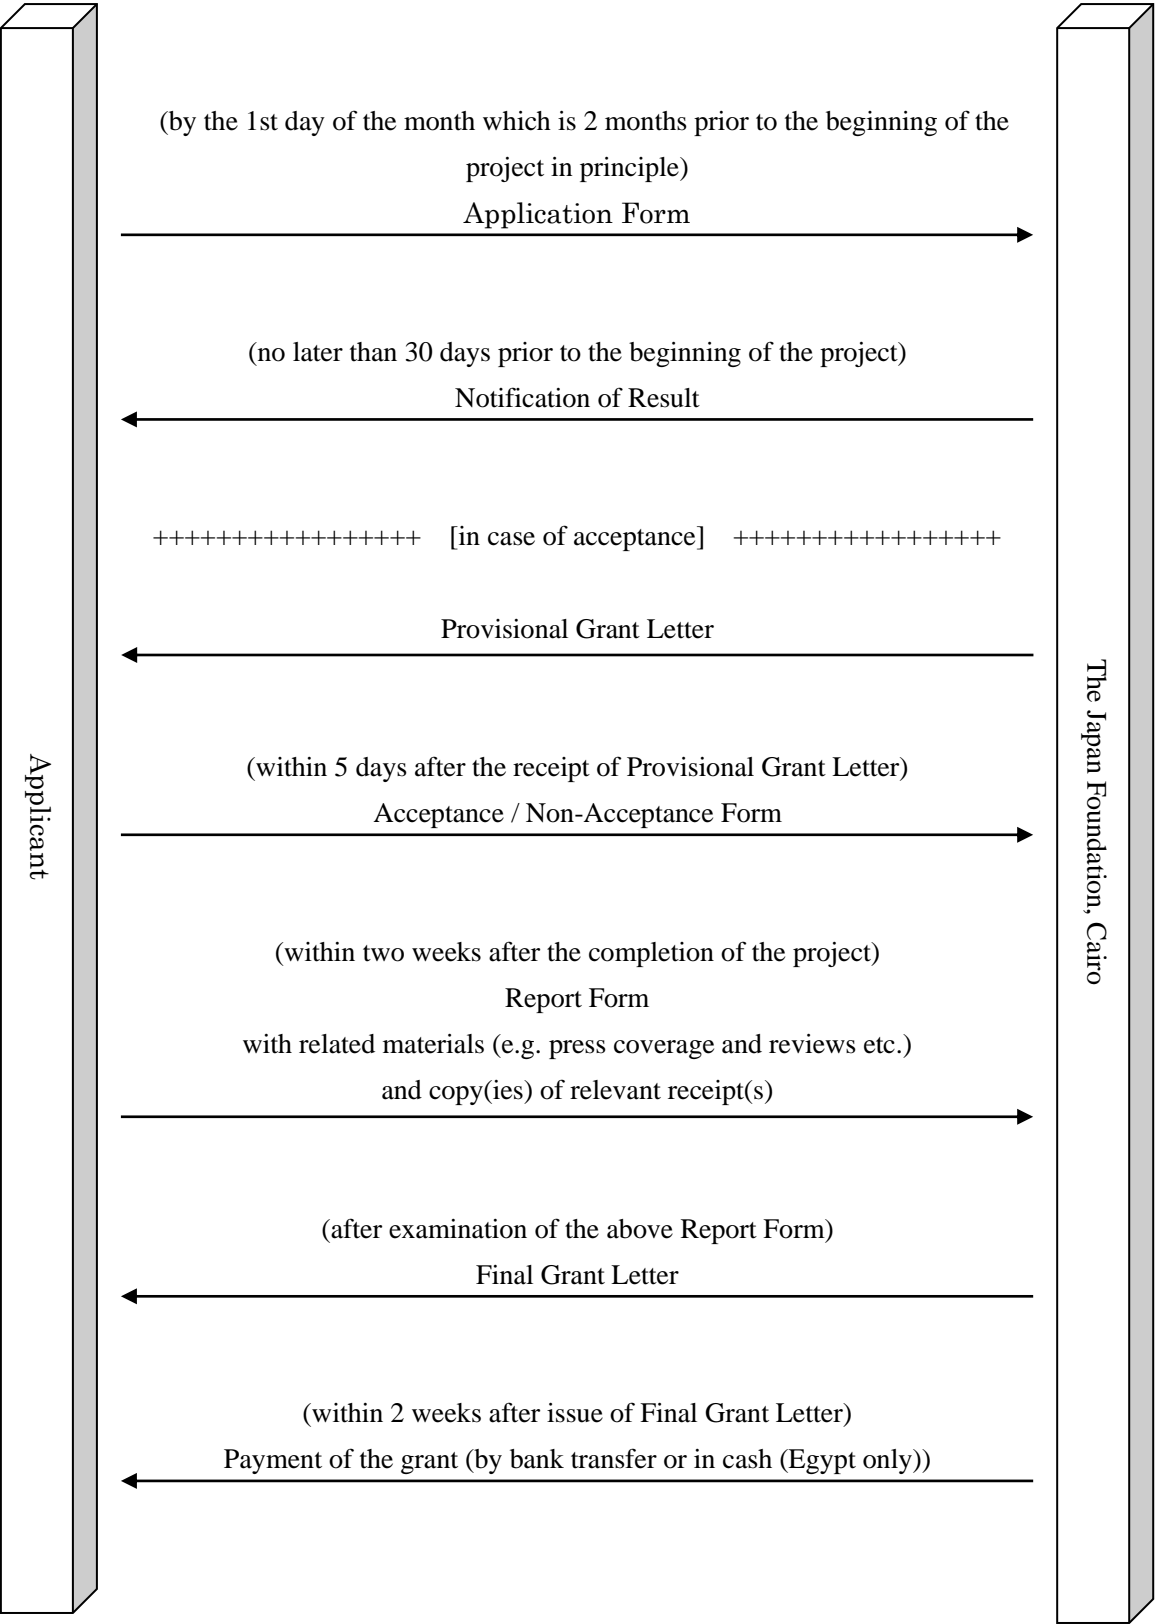 (by the 1st day of the month which is 2 months prior to the beginning of the
project in principle)
Application Form
(no later than 30 days prior to the beginning of the project)
Notification of Result
+++++++++++++++++ [in case of acceptance] +++++++++++++++++
Provisional Grant Letter
(within 5 days after the receipt of Provisional Grant Letter)
Acceptance / Non-Acceptance Form
(within two weeks after the completion of the project)
Report Form
with related materials (e.g. press coverage and reviews etc.)
and copy(ies) of relevant receipt(s)
(after examination of the above Report Form)
Final Grant Letter
(within 2 weeks after issue of Final Grant Letter)
Payment of the grant (by bank transfer or in cash (Egypt only))
Applicant
The Japan Foundation, Cairo